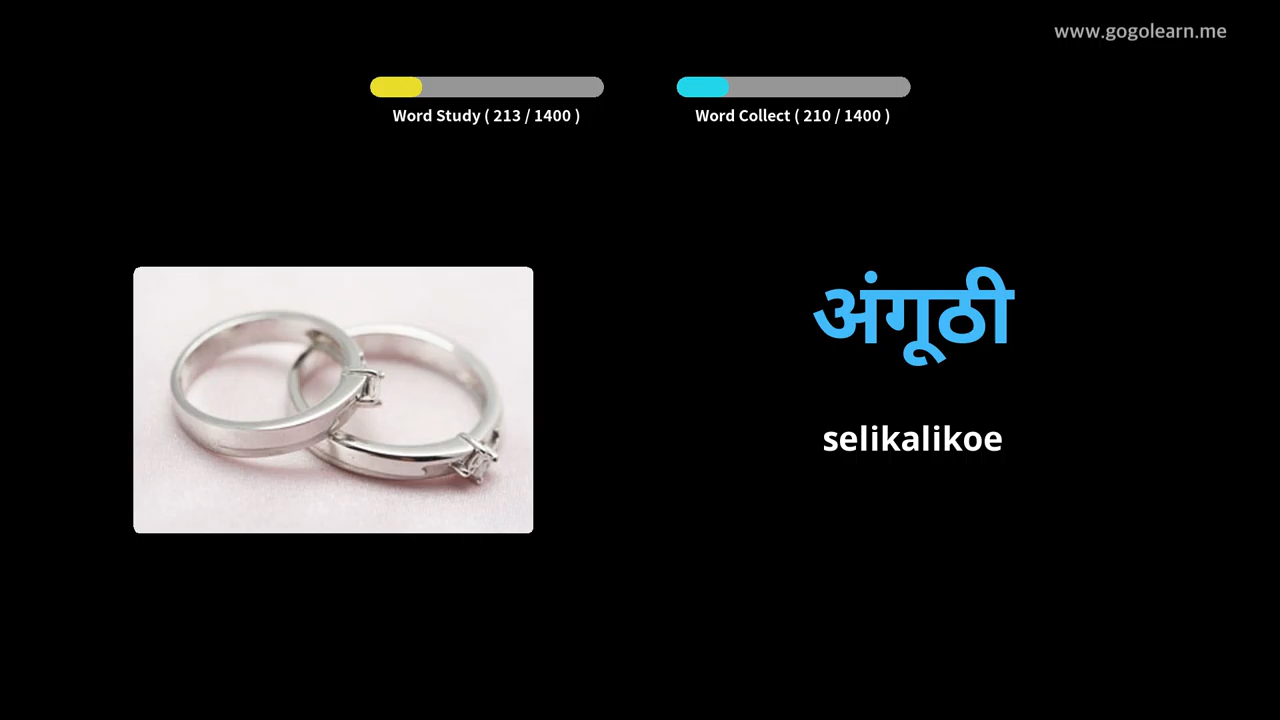 www.gogolearn.me
Word Study ( 213 / 1400 )
Word Collect ( 210 / 1400 )
अंगूठी
selikalikoe